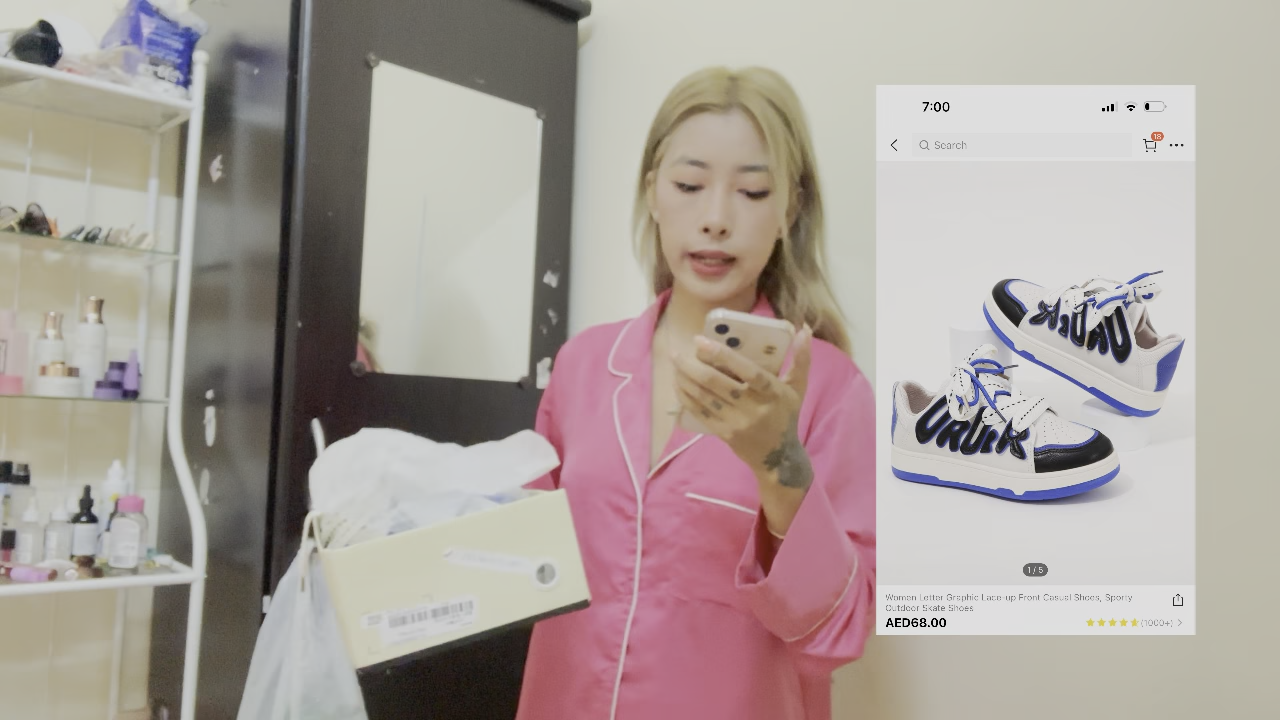 7:00
18
Search
URUAK
1 / 5
Women Letter Graphic Lace-up Front Casual Shoes, Sporty
Outdoor Skate Shoes
AED68.00
(1000+)